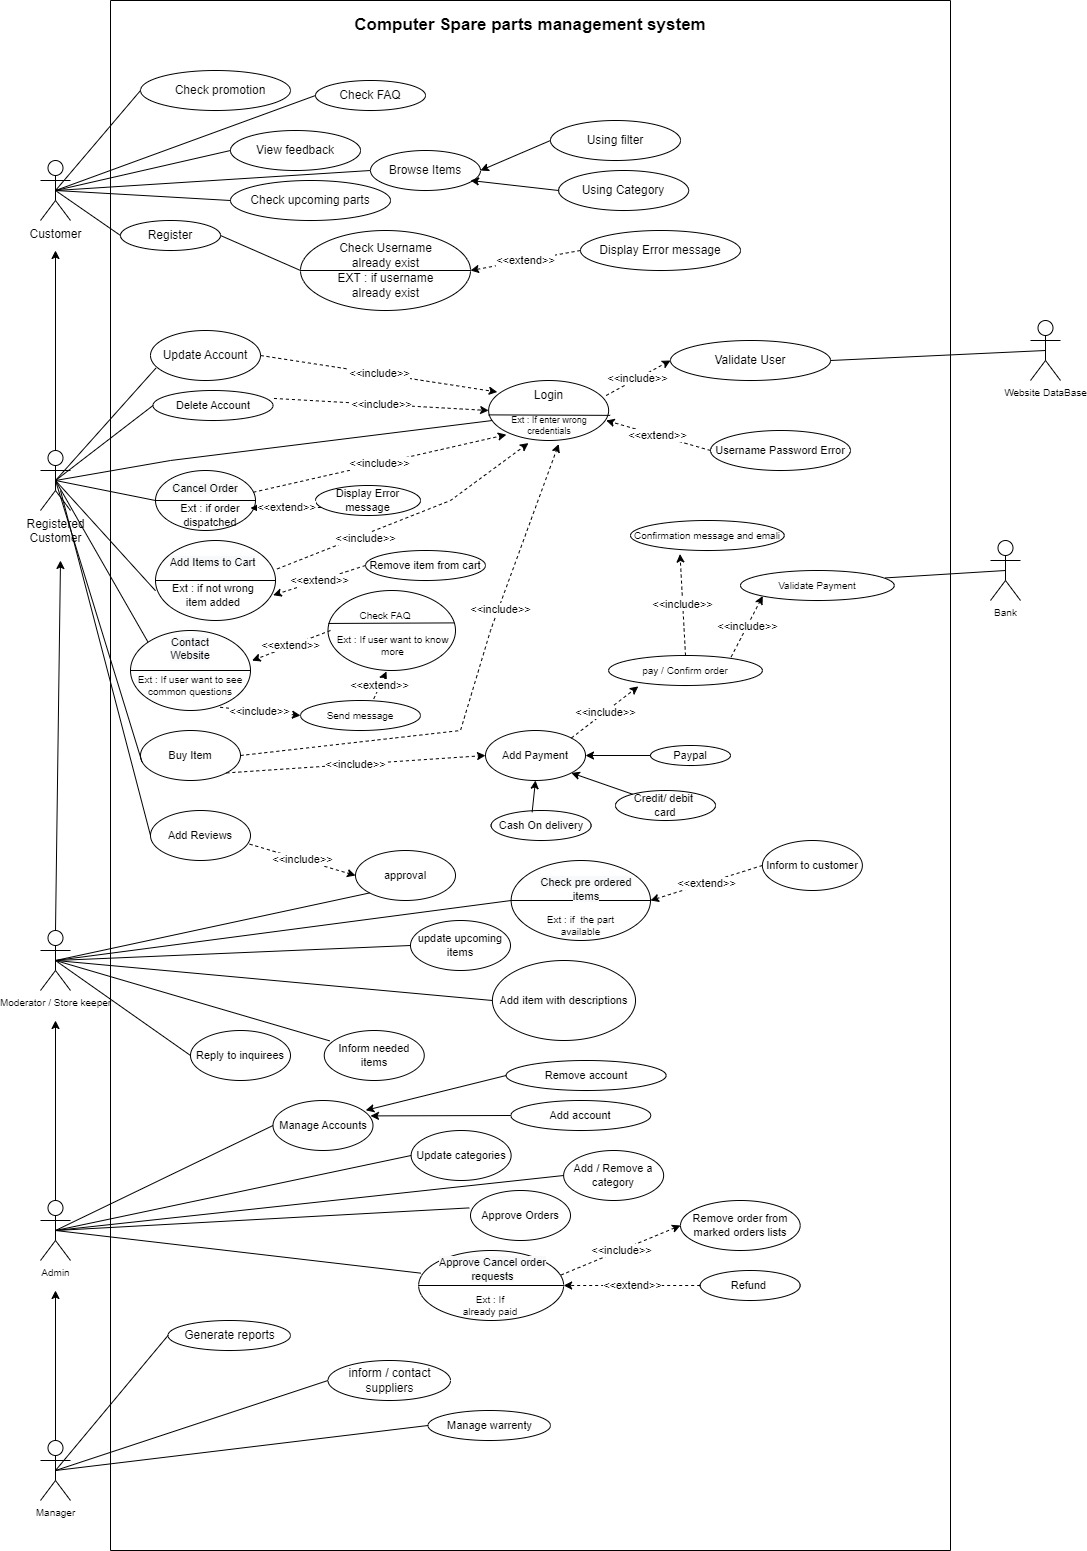 Computer Spare parts management system
Check promotion
Check FAQ
View feedback
Browse Items
Using filter
Using Category
Check upcoming parts
Customer
Register
Check Username
already exist
EXT : if username
already exist
<<extend>>
Display Error message
Update Account
<<include>>
Delete Account
<<include>>
Login
Ext : If enter wrong
credentials
<<include>>
Validate User
Website DataBase
<<extend>>
Username Password Error
Registered
Customer
Cancel Order
Ext : if order
dispatched
<<include>>
<<extend>>
Display Error
message
Add Items to Cart
Ext : if not wrong
item added
<<include>>
<<extend>>
Remove item from cart
Confirmation message and emali
Validate Payment
Bank
<<include>>
<<include>>
<<include>>
Contact
Website
Ext : If user want to see
common questions
<<extend>>
Check FAQ
Ext : If user want to know
more
<<extend>>
<<include>>
Send message
pay / Confirm order
<<include>>
Buy Item
<<include>>
Add Payment
Paypal
Credit/ debit
card
Cash On delivery
Add Reviews
<<include>>
approval
Check pre ordered
items
Ext : if  the part
available
<<extend>>
Inform to customer
update upcoming
items
Add item with descriptions
Moderator / Store keeper
Reply to inquirees
Inform needed
items
Remove account
Add account
Manage Accounts
Update categories
Add / Remove a
category
Approve Orders
Admin
Approve Cancel order
requests
Ext : If
already paid
<<include>>
Remove order from
marked orders lists
<<extend>>
Refund
Generate reports
inform / contact
suppliers
Manage warrenty
Manager